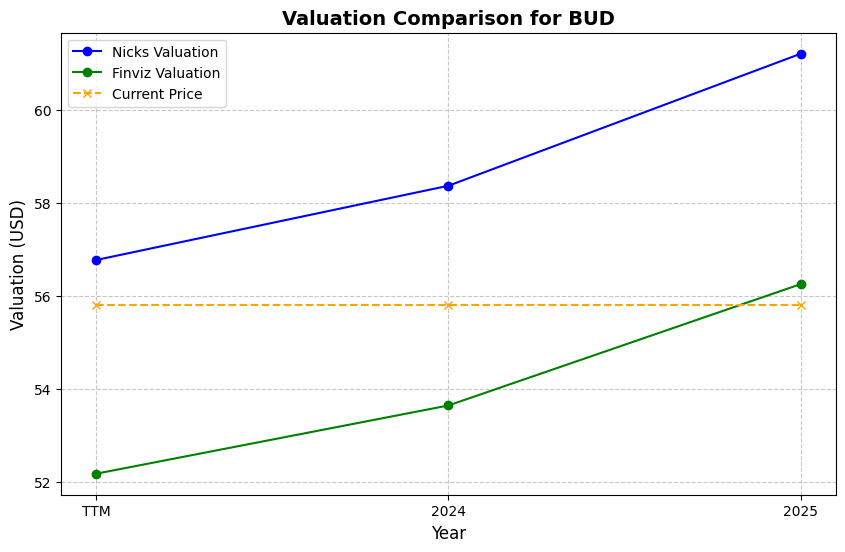 Valuation Comparison for BUD
Nicks Valuation
Finviz Valuation
Current Price
Valuation (USD)
60
58
56
54
52
TTM
2024
2025
Year